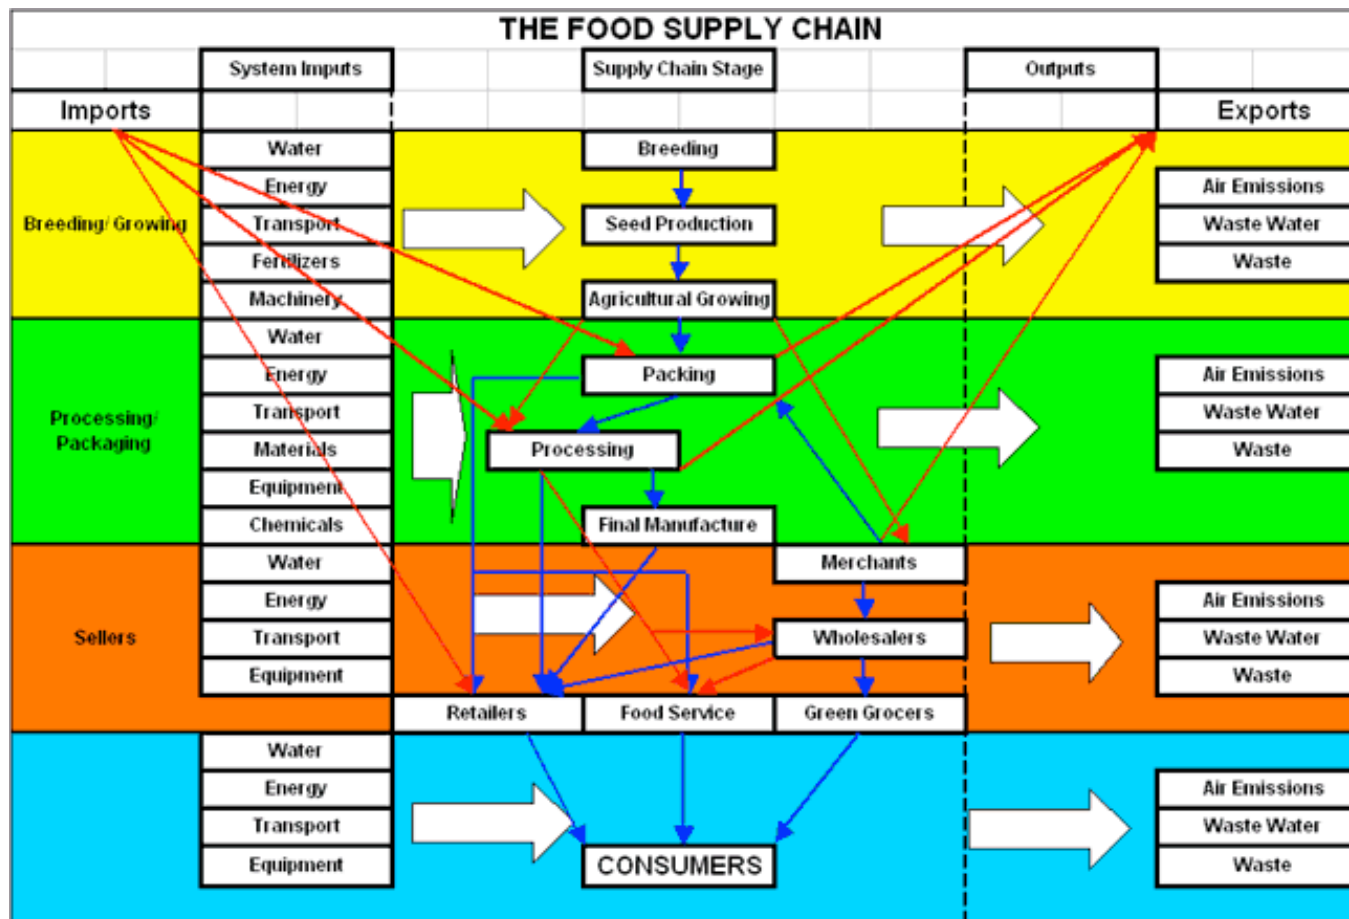 THE FOOD SUPPLY CHAIN
System Imputs
Supply Chain Stage
Outputs
Imports
Exports
Water
Breeding
Energy
Air Emissions
Breeding/ Growing
Transport
Seed Production
Waste Water
Fertilizers
Waste
Machinery
Agricultural Growing
Water
Energy
Packing
Air Emissions
Processing/
Packaging
Transport
Waste Water
Materials
Processing
Waste
Equipment
Chemicals
Final Manufacture
Water
Merchants
Energy
Air Emissions
Sellers
Transport
Wholesalers
Waste Water
Equipment
Waste
Retailers
Food Service
Green Grocers
Water
Energy
Air Emissions
Transport
Waste Water
Equipment
CONSUMERS
Waste